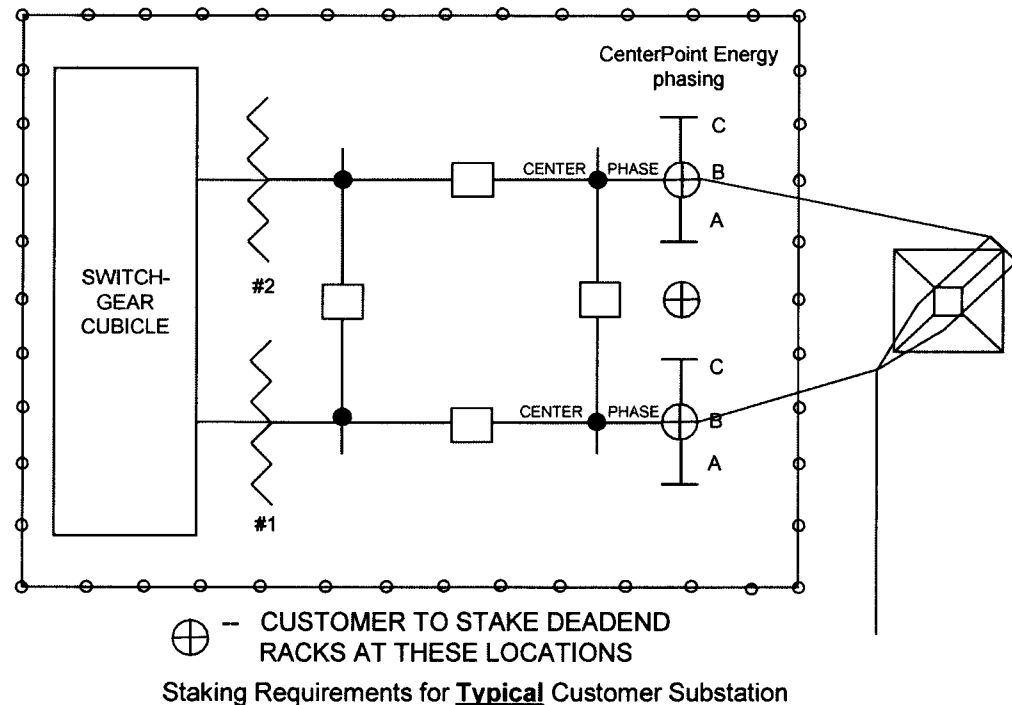 CenterPoint Energy
phasing
C
CENTER PHASE B
A
SWITCH-
GEAR
CUBICLE
#2
C
CENTER PHASE B
A
#1
-- CUSTOMER TO STAKE DEADEND
RACKS AT THESE LOCATIONS
Staking Requirements for Typical Customer Substation